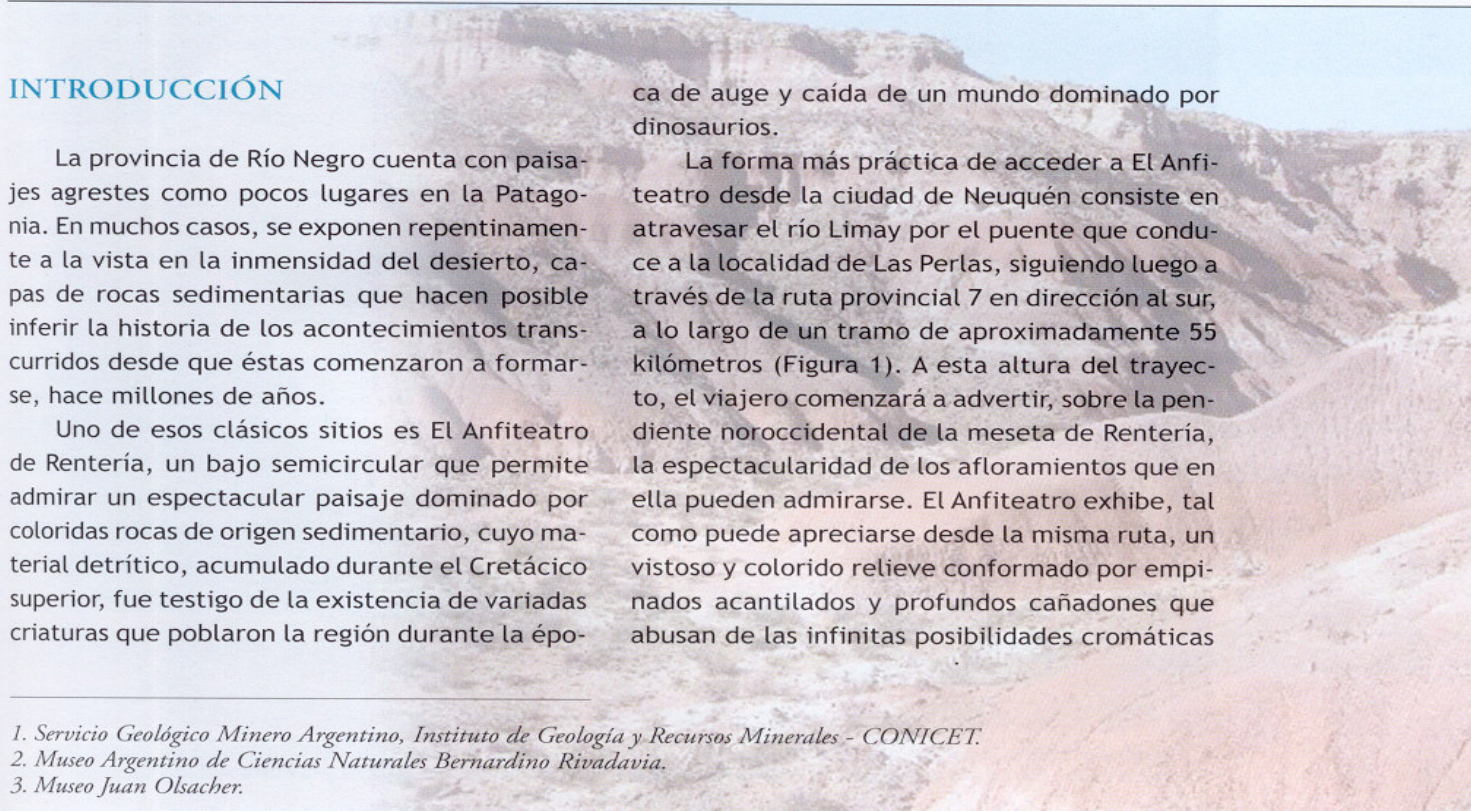 INTRODUCCIÓN
La provincia de Río Negro cuenta con paisa-
jes agrestes como pocos lugares en la Patago-
nia. En muchos casos, se exponen repentinamen-
te a la vista en la inmensidad del desierto, ca-
pas de rocas sedimentarias que hacen posible
inferir la historia de los acontecimientos trans-
curridos desde que éstas comenzaron a formar-
se, hace millones de años.
Uno de esos clásicos sitios es El Anfiteatro
de Rentería, un bajo semicircular que permite
admirar un espectacular paisaje dominado por
coloridas rocas de origen sedimentario, cuyo ma-
terial detrítico, acumulado durante el Cretácico
superior, fue testigo de la existencia de variadas
criaturas que poblaron la región durante la épo-
ca de auge y caída de un mundo dominado por
dinosaurios.
La forma más práctica de acceder a El Anfi-
teatro desde la ciudad de Neuquén consiste en
atravesar el río Limay por el puente que condu-
ce a la localidad de Las Perlas, siguiendo luego a
través de la ruta provincial 7 en dirección al sur,
a lo largo de un tramo de aproximadamente 55
kilómetros (Figura 1). A esta altura del trayec-
to, el viajero comenzará a advertir, sobre la pen-
diente noroccidental de la meseta de Rentería,
la espectacularidad de los afloramientos que en
ella pueden admirarse. El Anfiteatro exhibe, tal
como puede apreciarse desde la misma ruta, un
vistoso y colorido relieve conformado por empi-
nados acantilados y profundos cañadones que
abusan de las infinitas posibilidades cromáticas
1. Servicio Geológico Minero Argentino, Instituto de Geología y Recursos Minerales - CONICET.
2. Museo Argentino de Ciencias Naturales Bernardino Rivadavia.
3. Museo Juan Olsacher.